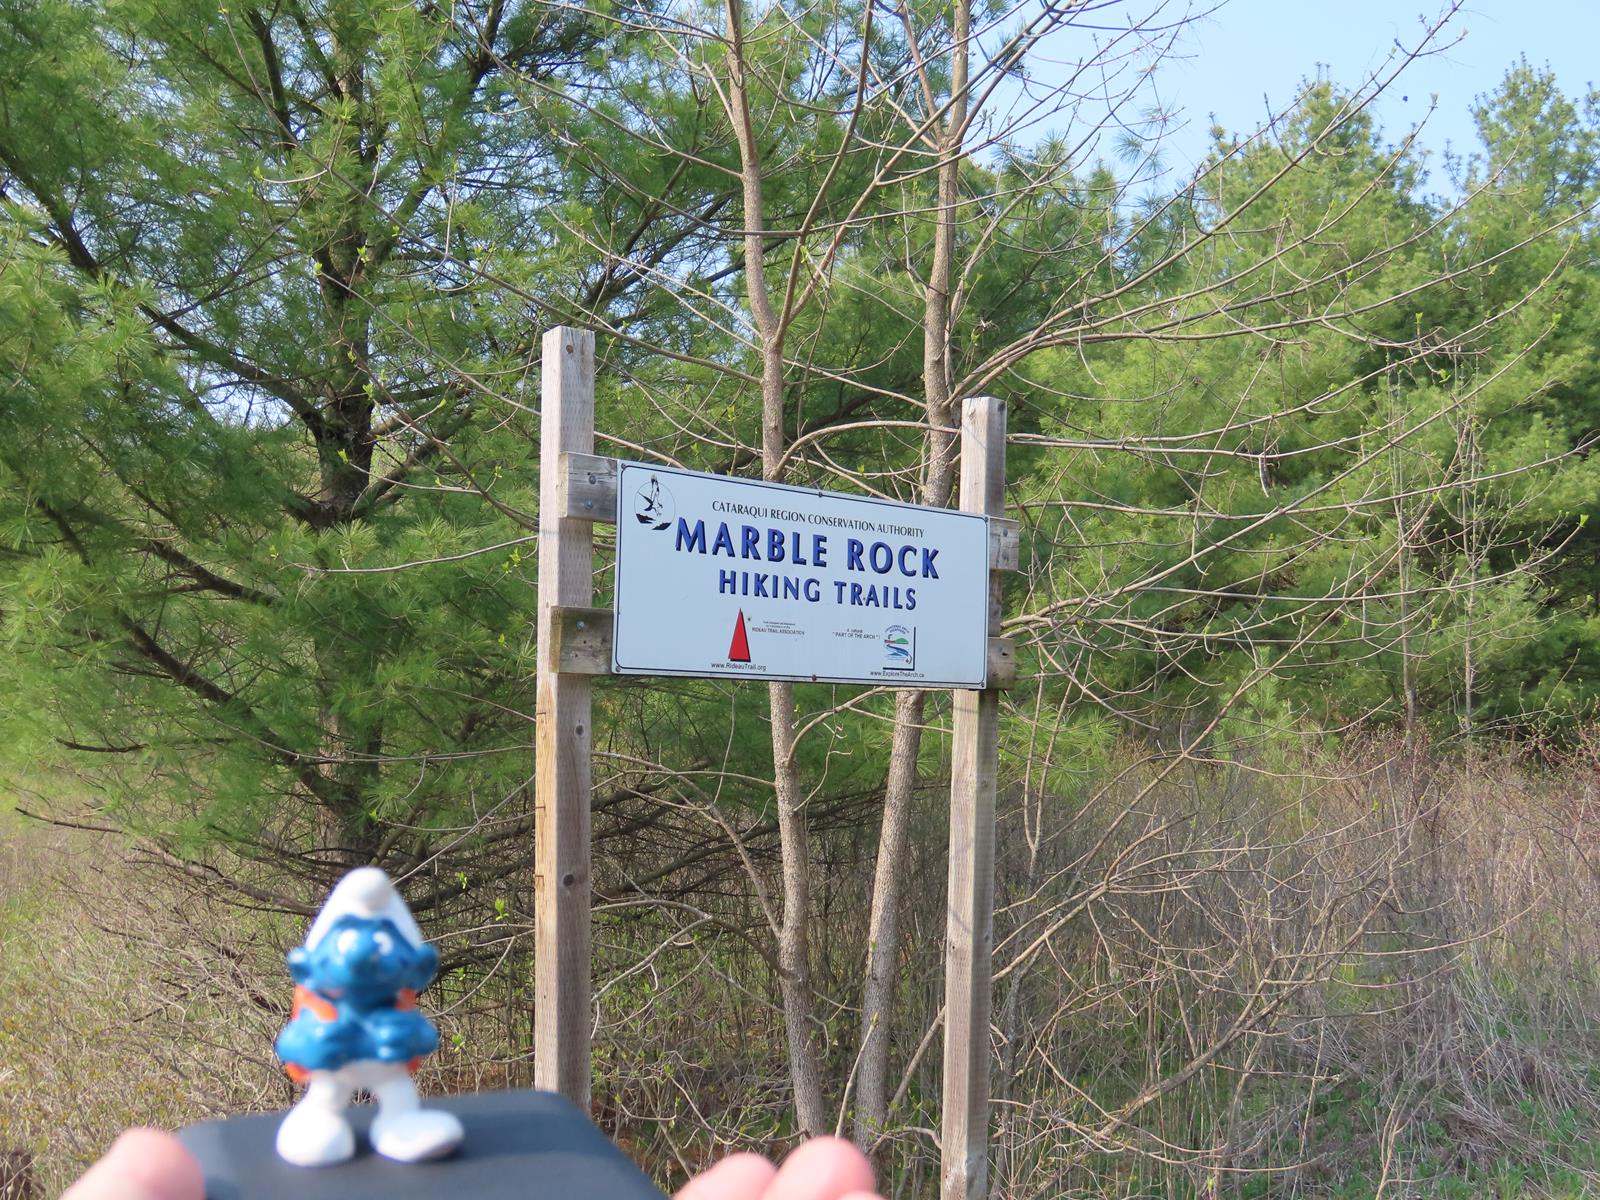 CATARAQUI REGION CONSERVATION AUTHORITY
MARBLE ROCK
HIKING TRAILS
RIDEAU TRAIL ASSOCIATION
www.RideauTrail.org
"PART OF THE ARCH"
www.ExploreTheArch.ca